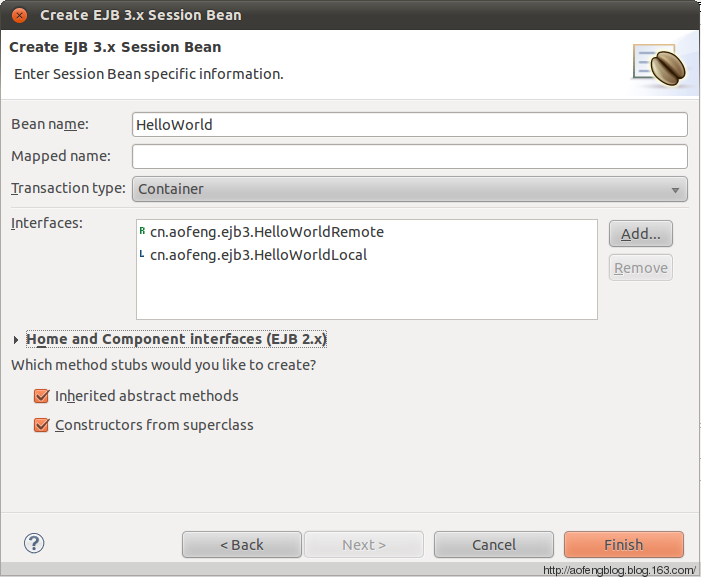 Create EJB 3.x Session Bean
Create EJB 3.x Session Bean
Enter Session Bean specific information.
Bean name: HelloWorld
Mapped name:
Transaction type: Container
Interfaces:
R cn.aofeng.ejb3.HelloWorldRemote
L cn.aofeng.ejb3.HelloWorldLocal
Add...
Remove
Home and Component interfaces (EJB 2.x)
Which method stubs would you like to create?
Inherited abstract methods
Constructors from superclass
? < Back Next > Cancel Finish
http://aofengblog.blog.163.com/